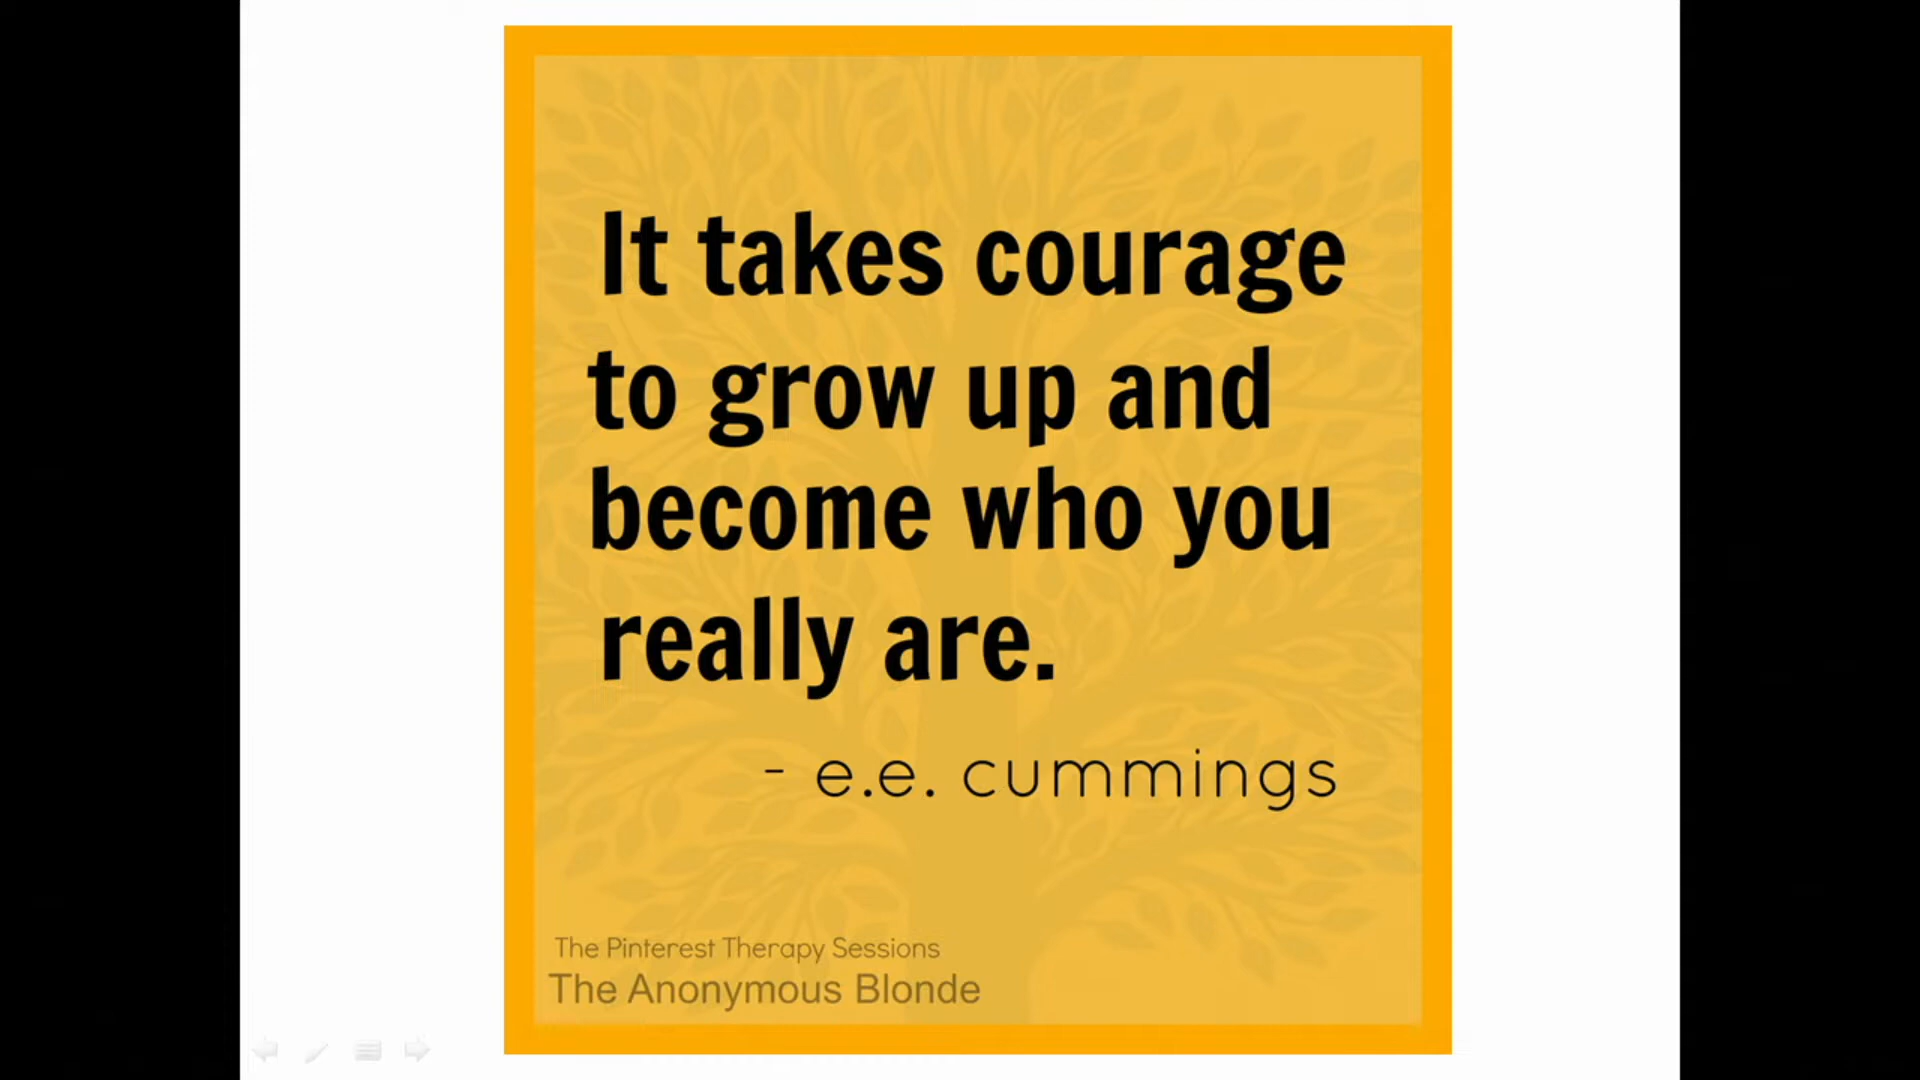 It takes courage
to grow up and
become who you
really are.
- e.e. cummings
The Pinterest Therapy Sessions
The Anonymous Blonde